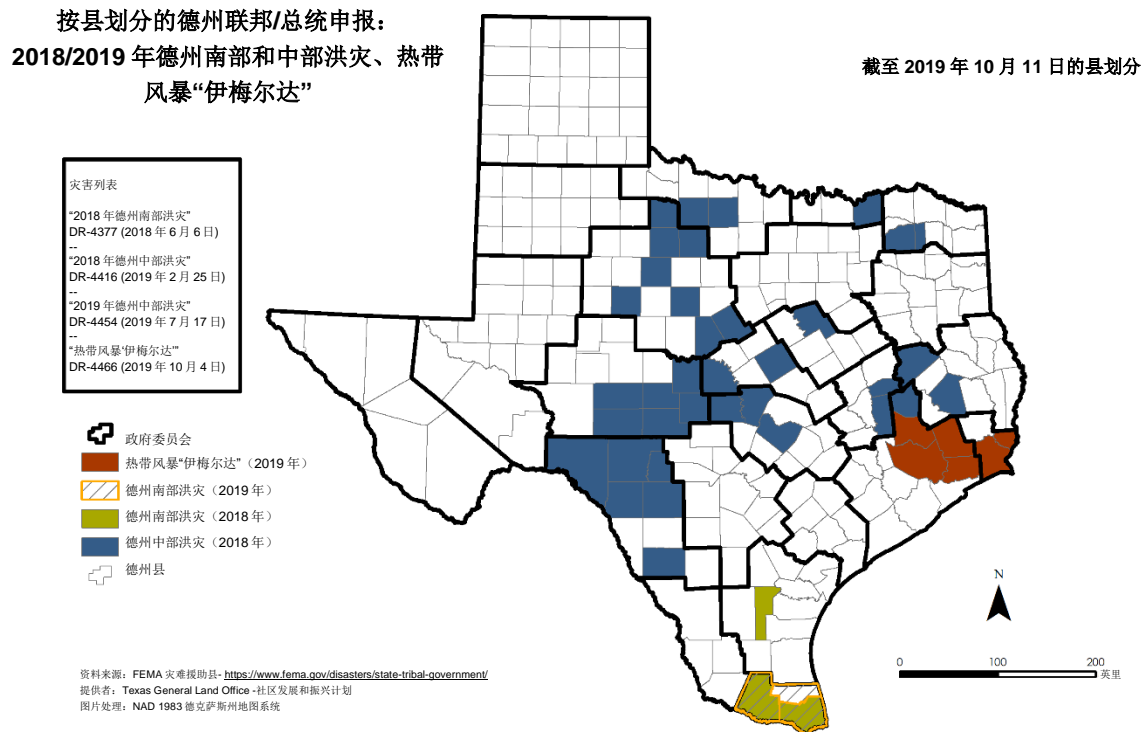 按县划分的德州联邦/总统申报：
2018/2019 年德州南部和中部洪灾、热带
风暴“伊梅尔达”
截至 2019 年 10 月 11 日的县划分
灾害列表
“2018 年德州南部洪灾”
DR-4377 (2018 年 6 月 6 日)
--
“2018 年德州中部洪灾”
DR-4416 (2019 年 2 月 25 日)
--
“2019 年德州中部洪灾”
DR-4454 (2019 年 7 月 17 日)
--
“热带风暴‘伊梅尔达’”
DR-4466 (2019 年 10 月 4 日)
政府委员会
热带风暴“伊梅尔达”（2019 年）
德州南部洪灾（2019 年）
德州南部洪灾（2018 年）
德州中部洪灾（2018 年）
德州县
N
0 100 200
英里
资料来源：FEMA 灾难援助县- https://www.fema.gov/disasters/state-tribal-government/
提供者：Texas General Land Office -社区发展和振兴计划
图片处理：NAD 1983 德克萨斯州地图系统